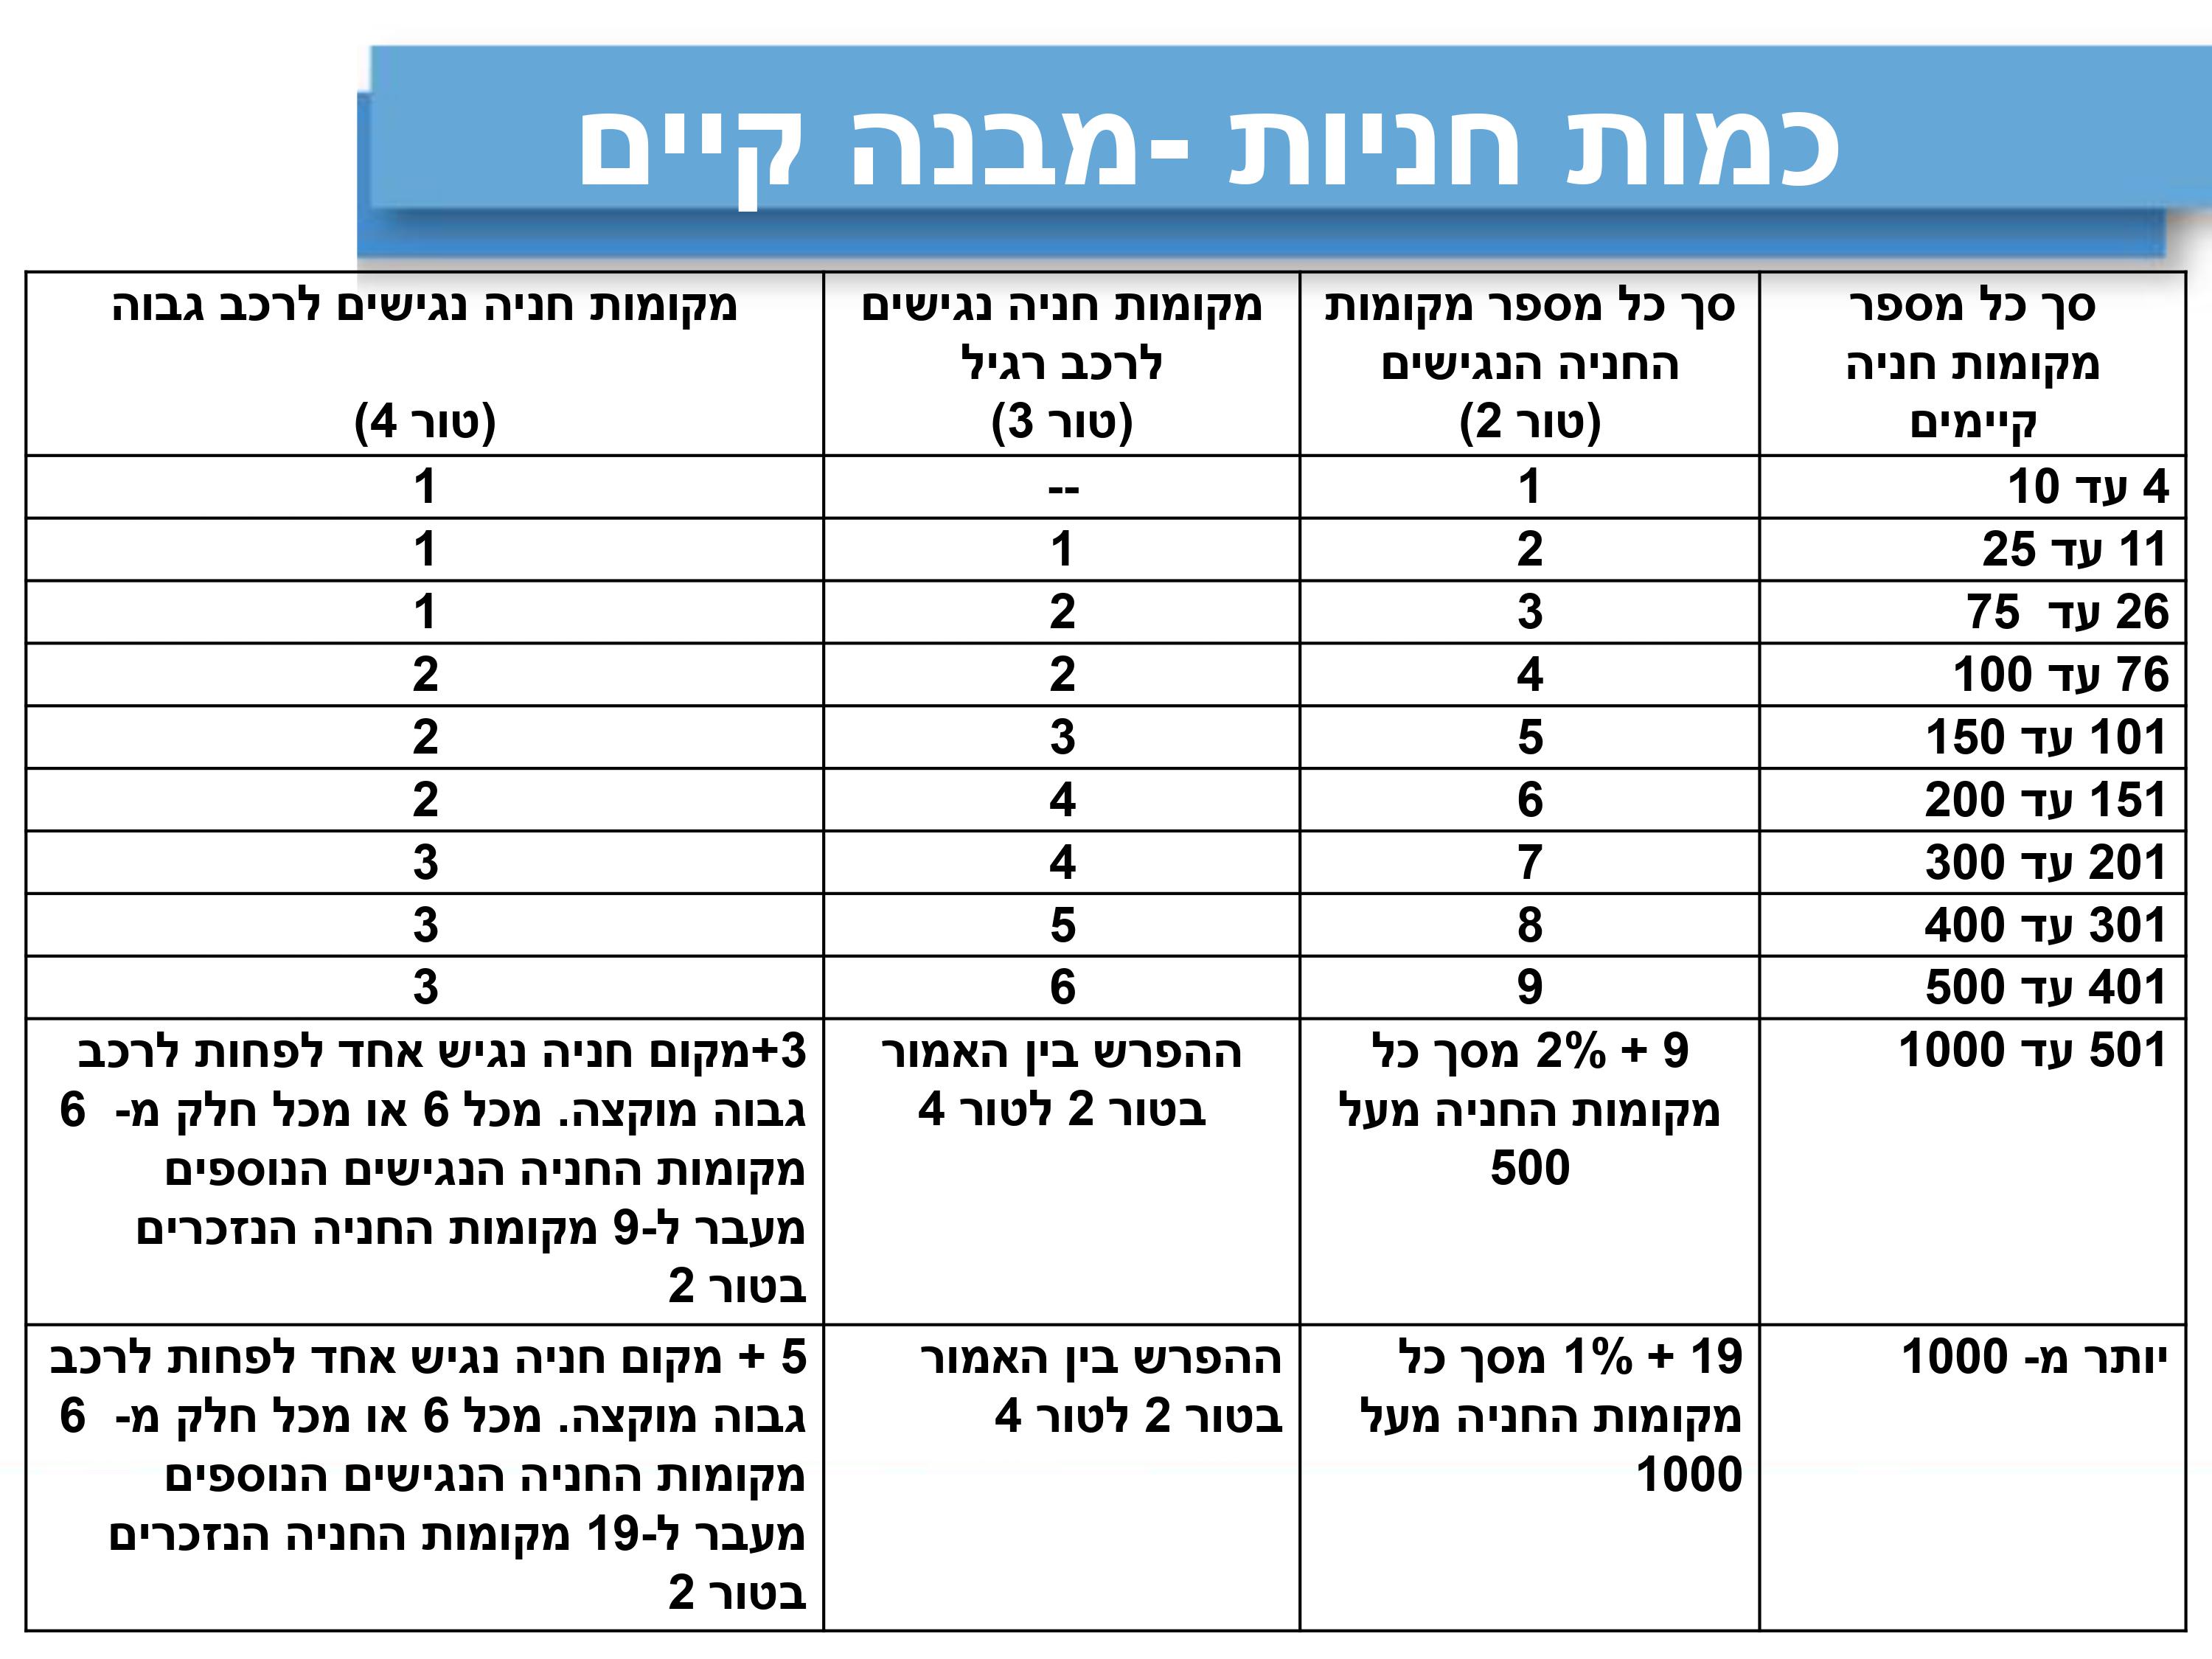 כמות חניות -מבנה קיים
סך כל מספר
מקומות חניה
קיימים
סך כל מספר מקומות
החניה הנגישים
(טור 2)
מקומות חניה נגישים
לרכב רגיל
(טור 3)
מקומות חניה נגישים לרכב גבוה
(טור 4)
4 עד 10
1
--
1
11 עד 25
2
1
1
26 עד 75
3
2
1
76 עד 100
4
2
2
101 עד 150
5
3
2
151 עד 200
6
4
2
201 עד 300
7
4
3
301 עד 400
8
5
3
401 עד 500
9
6
3
501 עד 1000
9 + 2% מסך כל
מקומות החניה מעל
500
ההפרש בין האמור
בטור 2 לטור 4
3+מקום חניה נגיש אחד לפחות לרכב
גבוה מוקצה. מכל 6 או מכל חלק מ- 6
מקומות החניה הנגישים הנוספים
מעבר ל-9 מקומות החניה הנזכרים
בטור 2
יותר מ- 1000
19 + 1% מסך כל
מקומות החניה מעל
1000
ההפרש בין האמור
בטור 2 לטור 4
5 + מקום חניה נגיש אחד לפחות לרכב
גבוה מוקצה. מכל 6 או מכל חלק מ- 6
מקומות החניה הנגישים הנוספים
מעבר ל-19 מקומות החניה הנזכרים
בטור 2